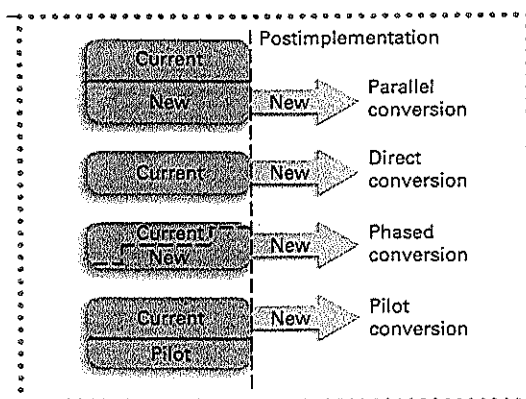 Postimplementation
Current
New
New
Parallel
conversion
Current
New
Direct
conversion
Current
New
New
Phased
conversion
Current
Pilot
New
Pilot
conversion